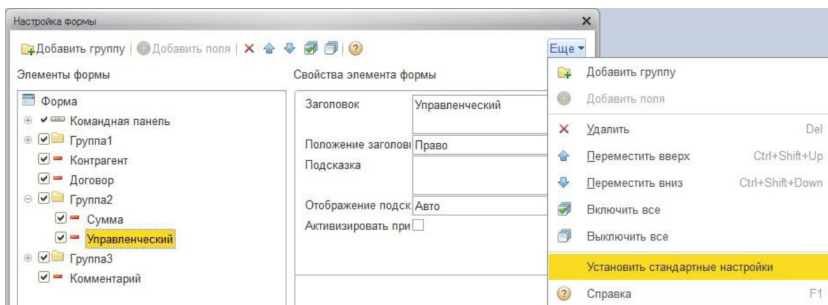 Настройка формы
Добавить группу Добавить поля Еще
Элементы формы
Форма
Командная панель
Группа1
Контрагент
Договор
Группа2
Сумма
Управленческий
Группа3
Комментарий
Свойства элемента формы
Заголовок Управленческий
Положение заголов Право
Подсказка
Отображение подск Авто
Активизировать при
Добавить группу
Добавить поля
Удалить Del
Переместить вверх Ctrl+Shift+Up
Переместить вниз Ctrl+Shift+Down
Включить все
Выключить все
Установить стандартные настройки
Справка F1